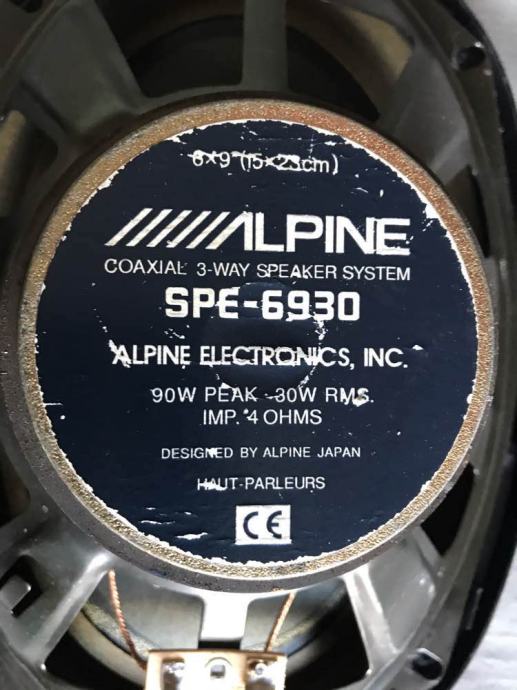 6×9" (15×23cm)
ALPINE
COAXIAL 3-WAY SPEAKER SYSTEM
SPE-6930
ALPINE ELECTRONICS, INC.
90W PEAK 30W RMS.
IMP. 4 OHMS
DESIGNED BY ALPINE JAPAN
HAUT-PARLEURS
CE